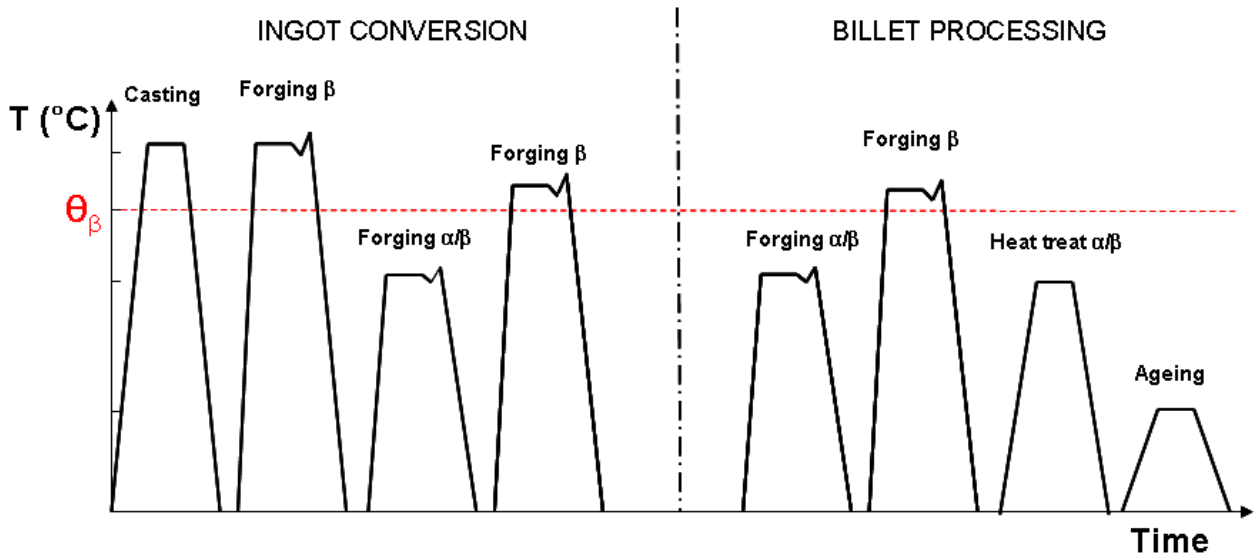 INGOT CONVERSION
BILLET PROCESSING
Casting
Forging β
T (°C)
Forging β
Forging β
θβ
Forging α/β
Forging α/β
Heat treat α/β
Ageing
Time